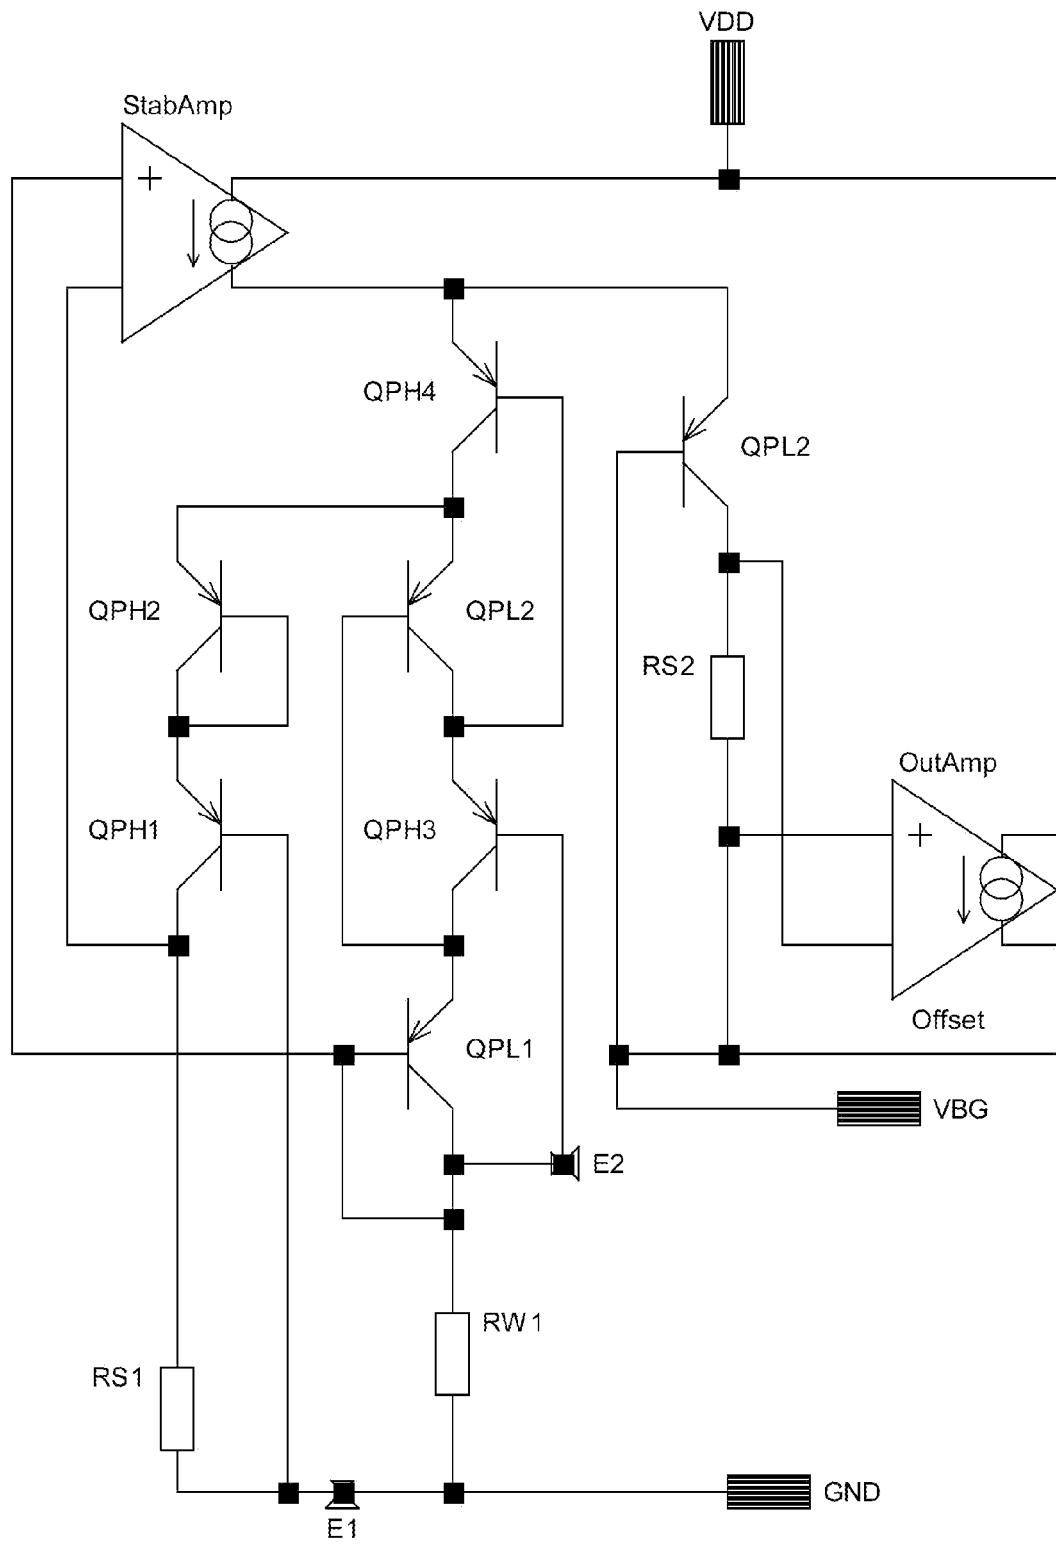 VDD
StabAmp
+
QPH4
QPL2
QPH2
QPL2
RS2
OutAmp
QPH1
QPH3
+
Offset
QPL1
VBG
E2
RW1
RS1
GND
E1